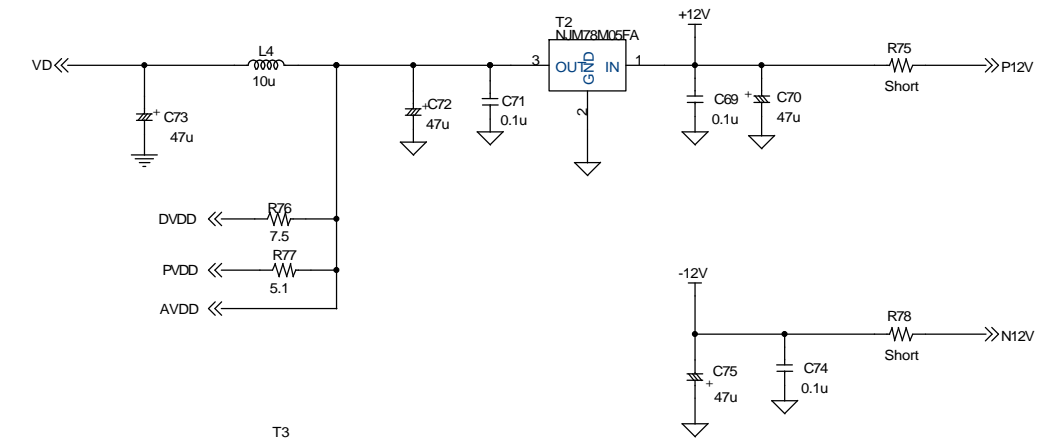 +12V
T2
NJM78M05FA
VD
L4
10u
3
OUT
GND
IN
1
R75
Short
P12V
C73
47u
C72
47u
C71
0.1u
2
C69
0.1u
C70
47u
DVDD
R76
7.5
PVDD
R77
5.1
AVDD
-12V
R78
Short
N12V
C75
47u
C74
0.1u
T3
+
+
+
+